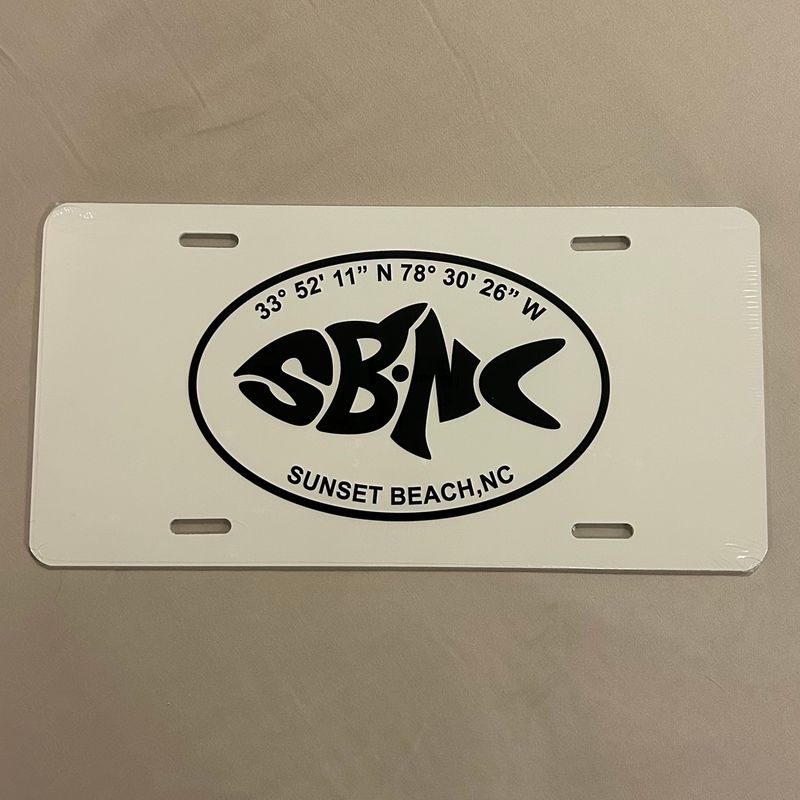 33° 52' 11” N 78° 30' 26” W
SB·NC
SUNSET BEACH,NC